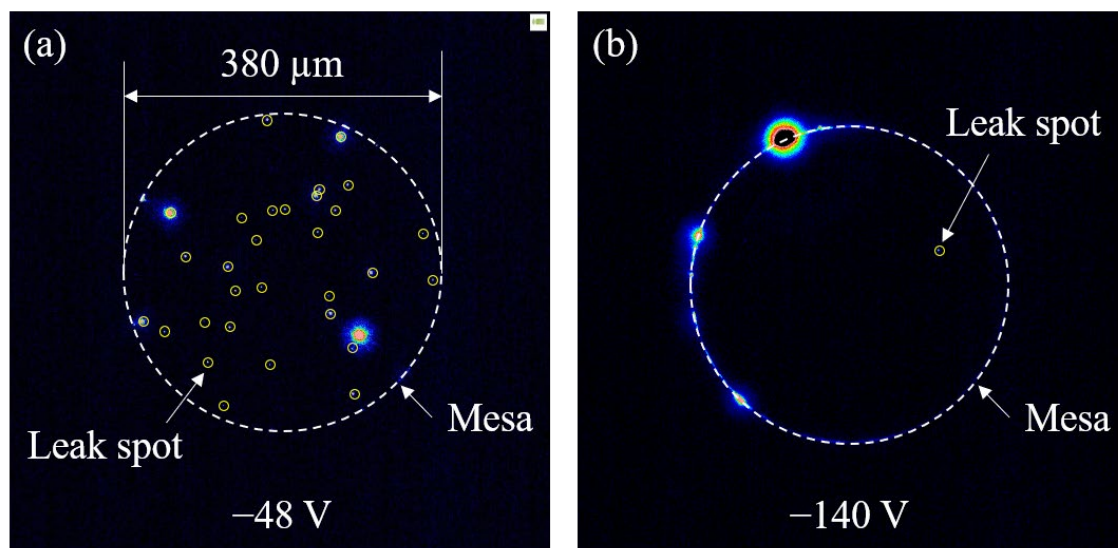 (a)
380 µm
Leak spot
Mesa
−48 V
(b)
Leak spot
Mesa
−140 V